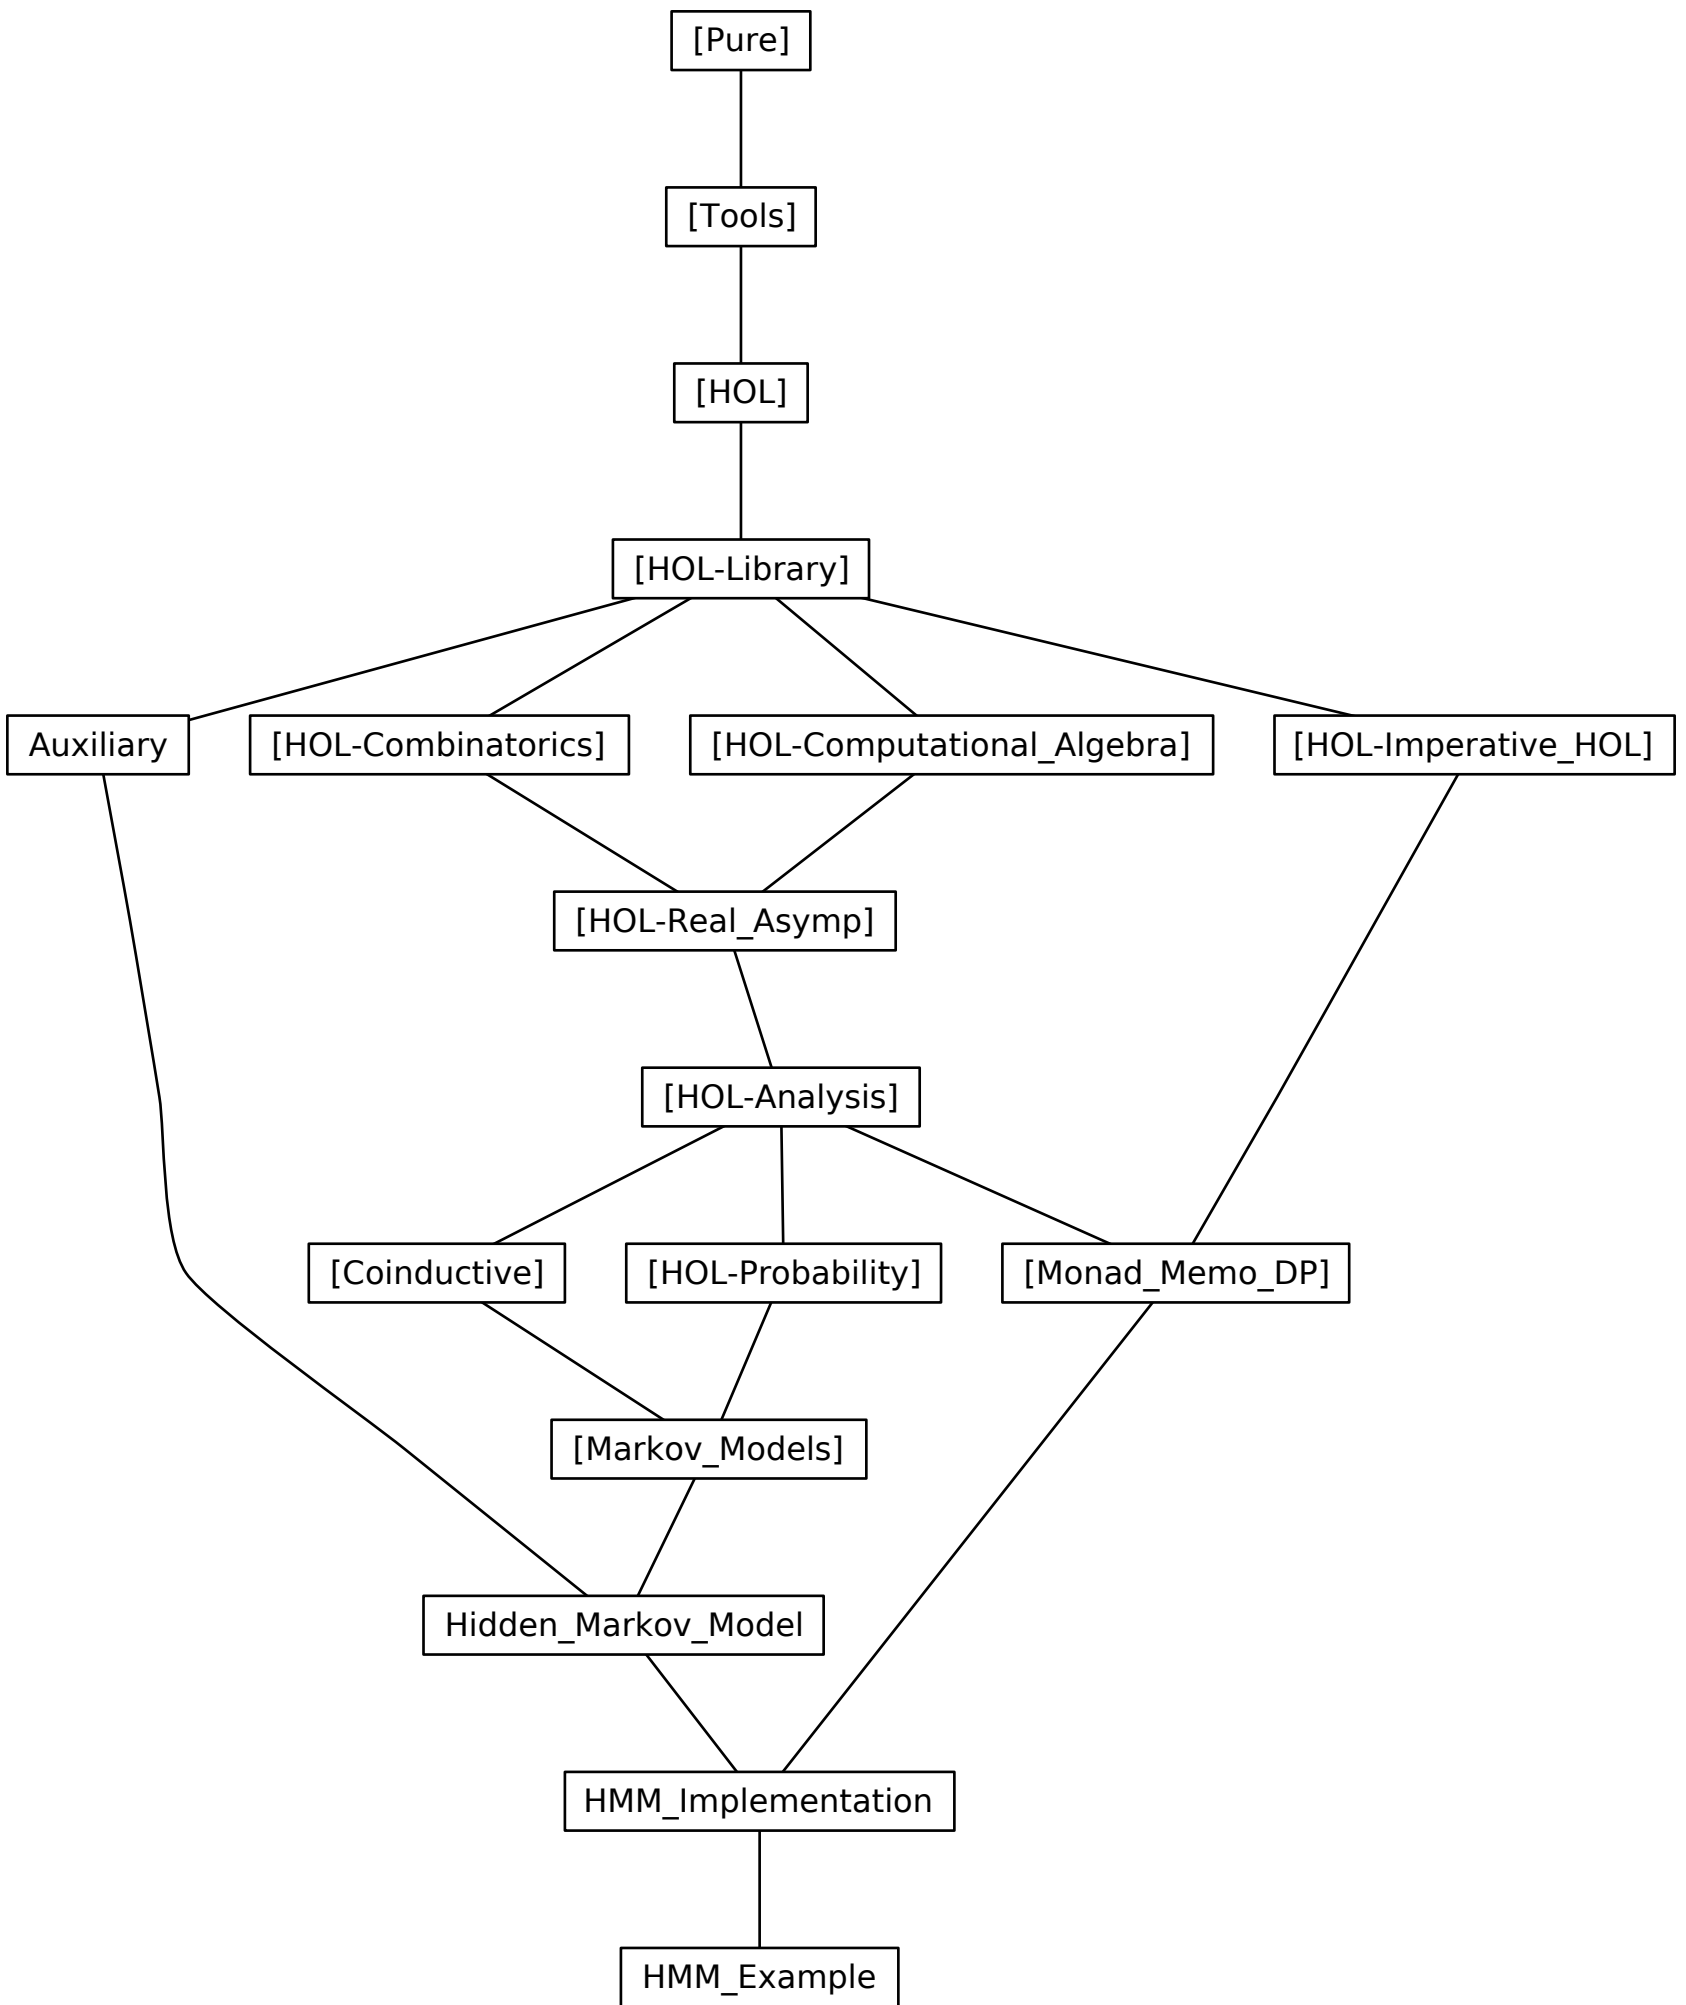 [Pure]
[Tools]
[HOL]
[HOL-Library]
Auxiliary
[HOL-Combinatorics]
[HOL-Computational_Algebra]
[HOL-Imperative_HOL]
[HOL-Real_Asymp]
[HOL-Analysis]
[Coinductive]
[HOL-Probability]
[Monad_Memo_DP]
[Markov_Models]
Hidden_Markov_Model
HMM_Implementation
HMM_Example